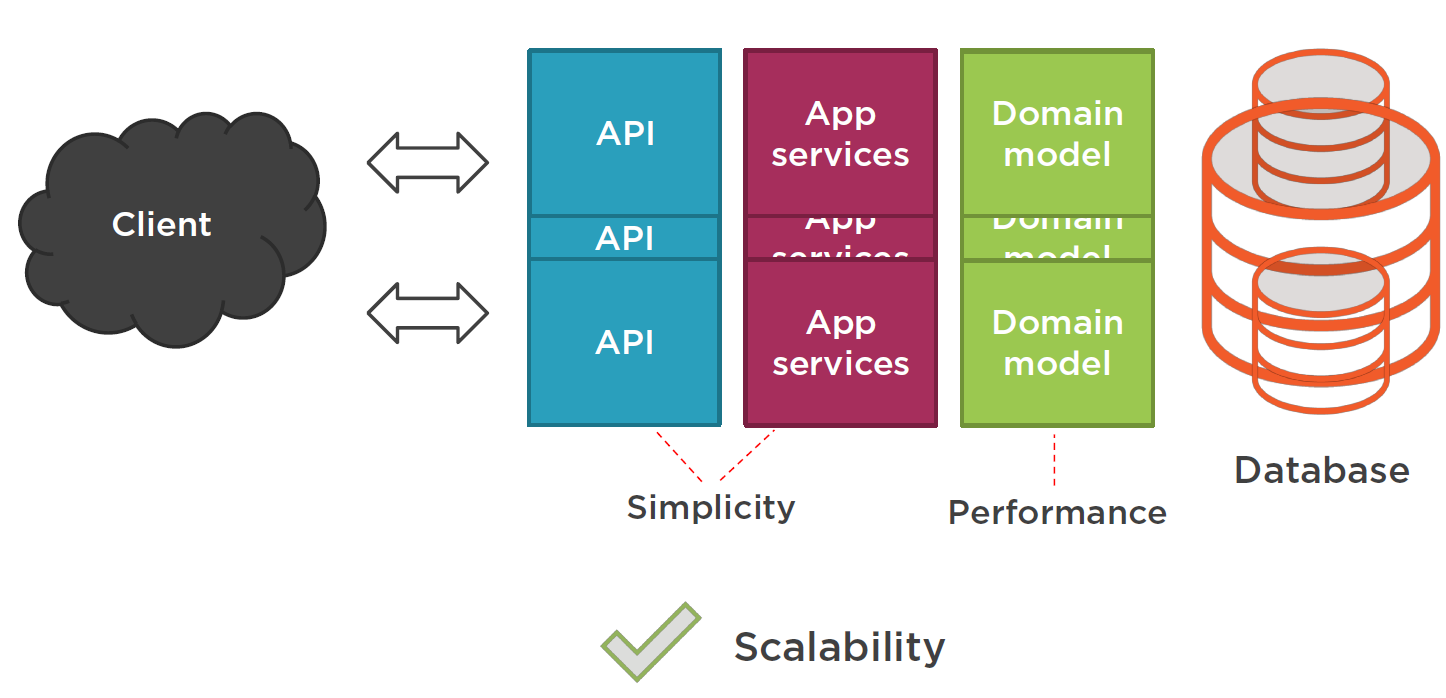 Client
API
App
services
Domain
model
API
App
services
Domain
model
API
App
services
Domain
model
Database
Simplicity
Performance
Scalability